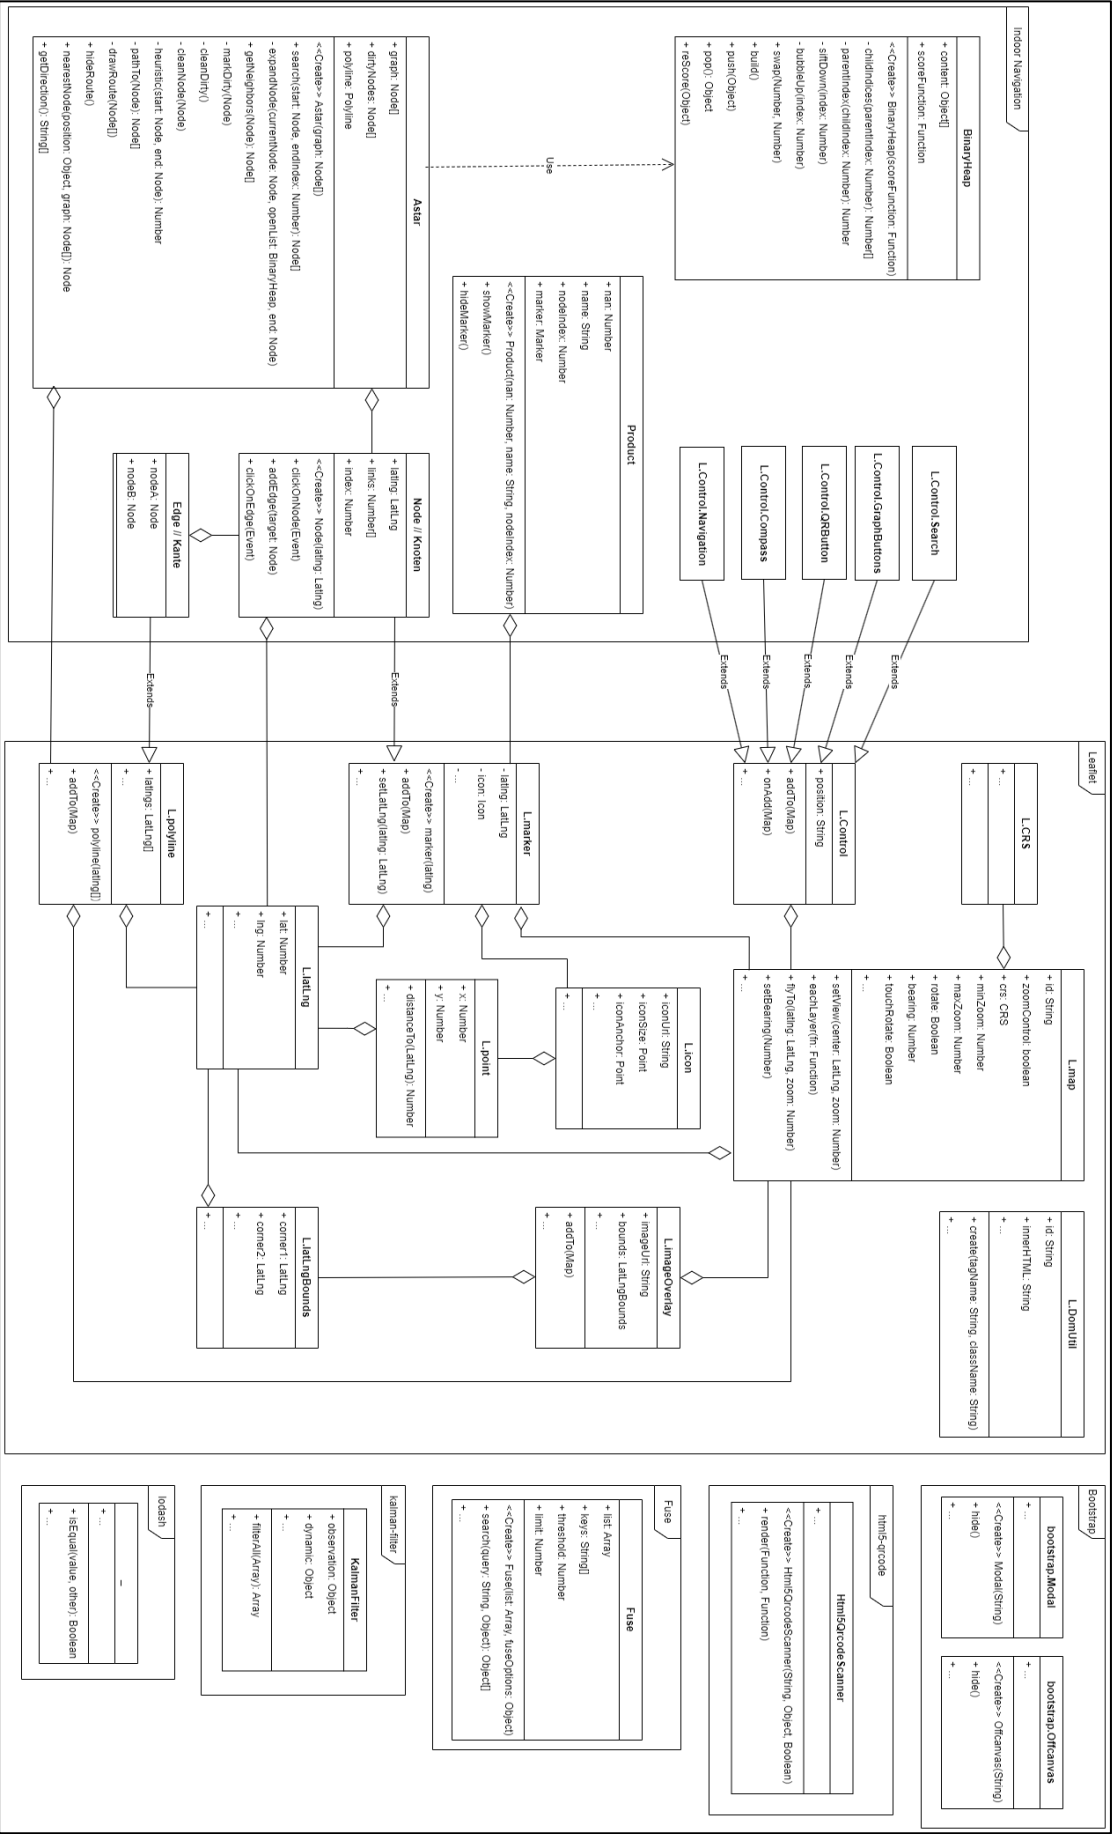 Indoor Navigation
BinaryHeap
+ content: Object[]
+ scoreFunction: Function
<<Create>> BinaryHeap(scoreFunction: Function)
- childIndices(parentIndex: Number): Number[]
- parentIndex(childIndex: Number): Number
- siftDown(index: Number)
- bubbleUp(index: Number)
+ swap(Number, Number)
+ build()
+ push(Object)
+ pop(): Object
+ reScore(Object)
Use
Astar
+ graph: Node[]
+ dirtyNodes: Node[]
+ polyline: Polyline
<<Create>> Astar(graph: Node[])
+ search(start: Node, endIndex: Number): Node[]
- expandNode(currentNode: Node, openList: BinaryHeap, end: Node)
+ getNeighbors(Node): Node[]
- markDirty(Node)
- cleanDirty()
- cleanNode(Node)
- heuristic(start: Node, end: Node): Number
- pathTo(Node): Node[]
- drawRoute(Node[])
+ hideRoute()
+ nearestNode(position: Object, graph: Node[]): Node
+ getDirection(): String[]
Product
+ nan: Number
+ name: String
+ nodeIndex: Number
+ marker: Marker
<<Create>> Product(nan: Number, name: String, nodeIndex: Number)
+ showMarker()
+ hideMarker()
L.Control.Search
L.Control.GraphButtons
L.Control.QRButton
L.Control.Compass
L.Control.Navigation
Node // Knoten
+ latlng: LatLng
+ links: Number[]
+ index: Number
<<Create>> Node(latlng: Latlng)
+ clickOnNode(Event)
+ addEdge(target: Node)
+ clickOnEdge(Event)
Edge // Kante
+ nodeA: Node
+ nodeB: Node
Extends
Extends
Extends
Extends
Extends
Extends
Extends
Leaflet
L.CRS
+ ...
+ ...
L.Control
+ position: String
+ addTo(Map)
+ onAdd(Map)
+ ...
L.marker
- latlng: LatLng
- icon: Icon
- ...
<<Create>> marker(latlng)
+ addTo(Map)
+ setLatLng(latlng: LatLng)
+ ...
L.polyline
+ latlngs: LatLng[]
+ ...
<<Create>> polyline(latlng[])
+ addTo(Map)
+ ...
L.map
+ id: String
+ zoomControl: boolean
+ crs: CRS
+ minZoom: Number
+ maxZoom: Number
+ rotate: Boolean
+ bearing: Number
+ touchRotate: Boolean
+ ...
+ setView(center: LatLng, zoom: Number)
+ eachLayer(fn: Function)
+ flyTo(latlng: LatLng, zoom: Number)
+ setBearing(Number)
L.icon
+ iconUrl: String
+ iconSize: Point
+ iconAnchor: Point
+ ...
+ ...
L.point
+ x: Number
+ y: Number
+ distanceTo(LatLng): Number
+ ...
L.latLng
+ lat: Number
+ lng: Number
+ ...
+ ...
L.DomUtil
+ id: String
+ innerHTML: String
+ ...
+ create(tagName: String, className: String)
+ ...
L.imageOverlay
+ imageUrl: String
+ bounds: LatLngBounds
+ ...
+ addTo(Map)
+ ...
L.latLngBounds
+ corner1: LatLng
+ corner2: LatLng
+ ...
+ ...
Bootstrap
bootstrap.Modal
+ ...
<<Create>> Modal(String)
+ hide()
+ ...
bootstrap.Offcanvas
+ ...
<<Create>> Offcanvas(String)
+ hide()
+ ...
html5-qrcode
Html5QrcodeScanner
+ ...
<<Create>> Html5QrcodeScanner(String, Object, Boolean)
+ render(Function, Function)
+ ...
Fuse
Fuse
+ list: Array
+ keys: String[]
+ threshold: Number
+ limit: Number
<<Create>> Fuse(list: Array, fuseOptions: Object)
+ search(query: String, Object): Object[]
+ ...
kalman-filter
KalmanFilter
+ observation: Object
+ dynamic: Object
+ ...
+ filterAll(Array): Array
+ ...
lodash
_
+ ...
+ isEqual(value, other): Boolean
+ ...